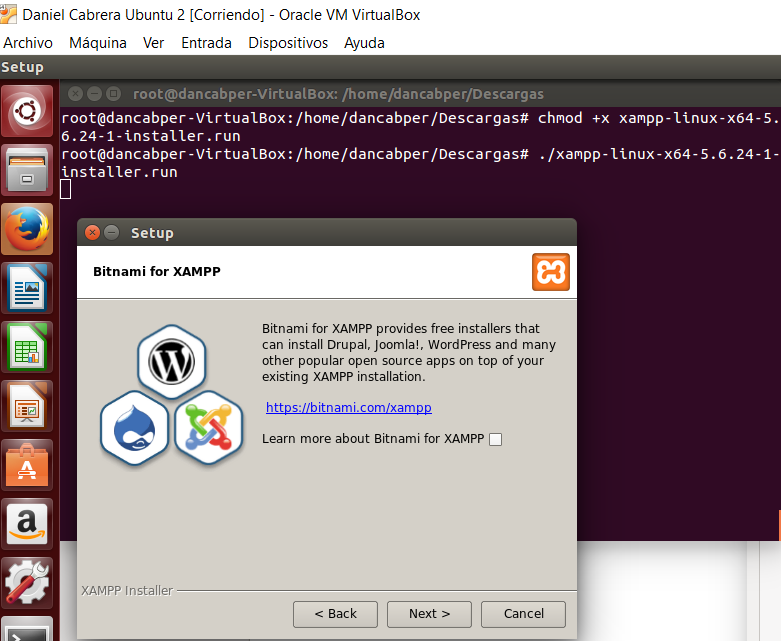 Daniel Cabrera Ubuntu 2 [Corriendo] - Oracle VM VirtualBox
Archivo Máquina Ver Entrada Dispositivos Ayuda
Setup
root@dancabper-VirtualBox: /home/dancabper/Descargas
root@dancabper-VirtualBox:/home/dancabper/Descargas# chmod +x xampp-linux-x64-5.
6.24-1-installer.run
root@dancabper-VirtualBox:/home/dancabper/Descargas# ./xampp-linux-x64-5.6.24-1-
installer.run
Setup
Bitnami for XAMPP
Bitnami for XAMPP provides free installers that
can install Drupal, Joomla!, WordPress and many
other popular open source apps on top of your
existing XAMPP installation.
https://bitnami.com/xampp
Learn more about Bitnami for XAMPP
XAMPP Installer
< Back
Next >
Cancel